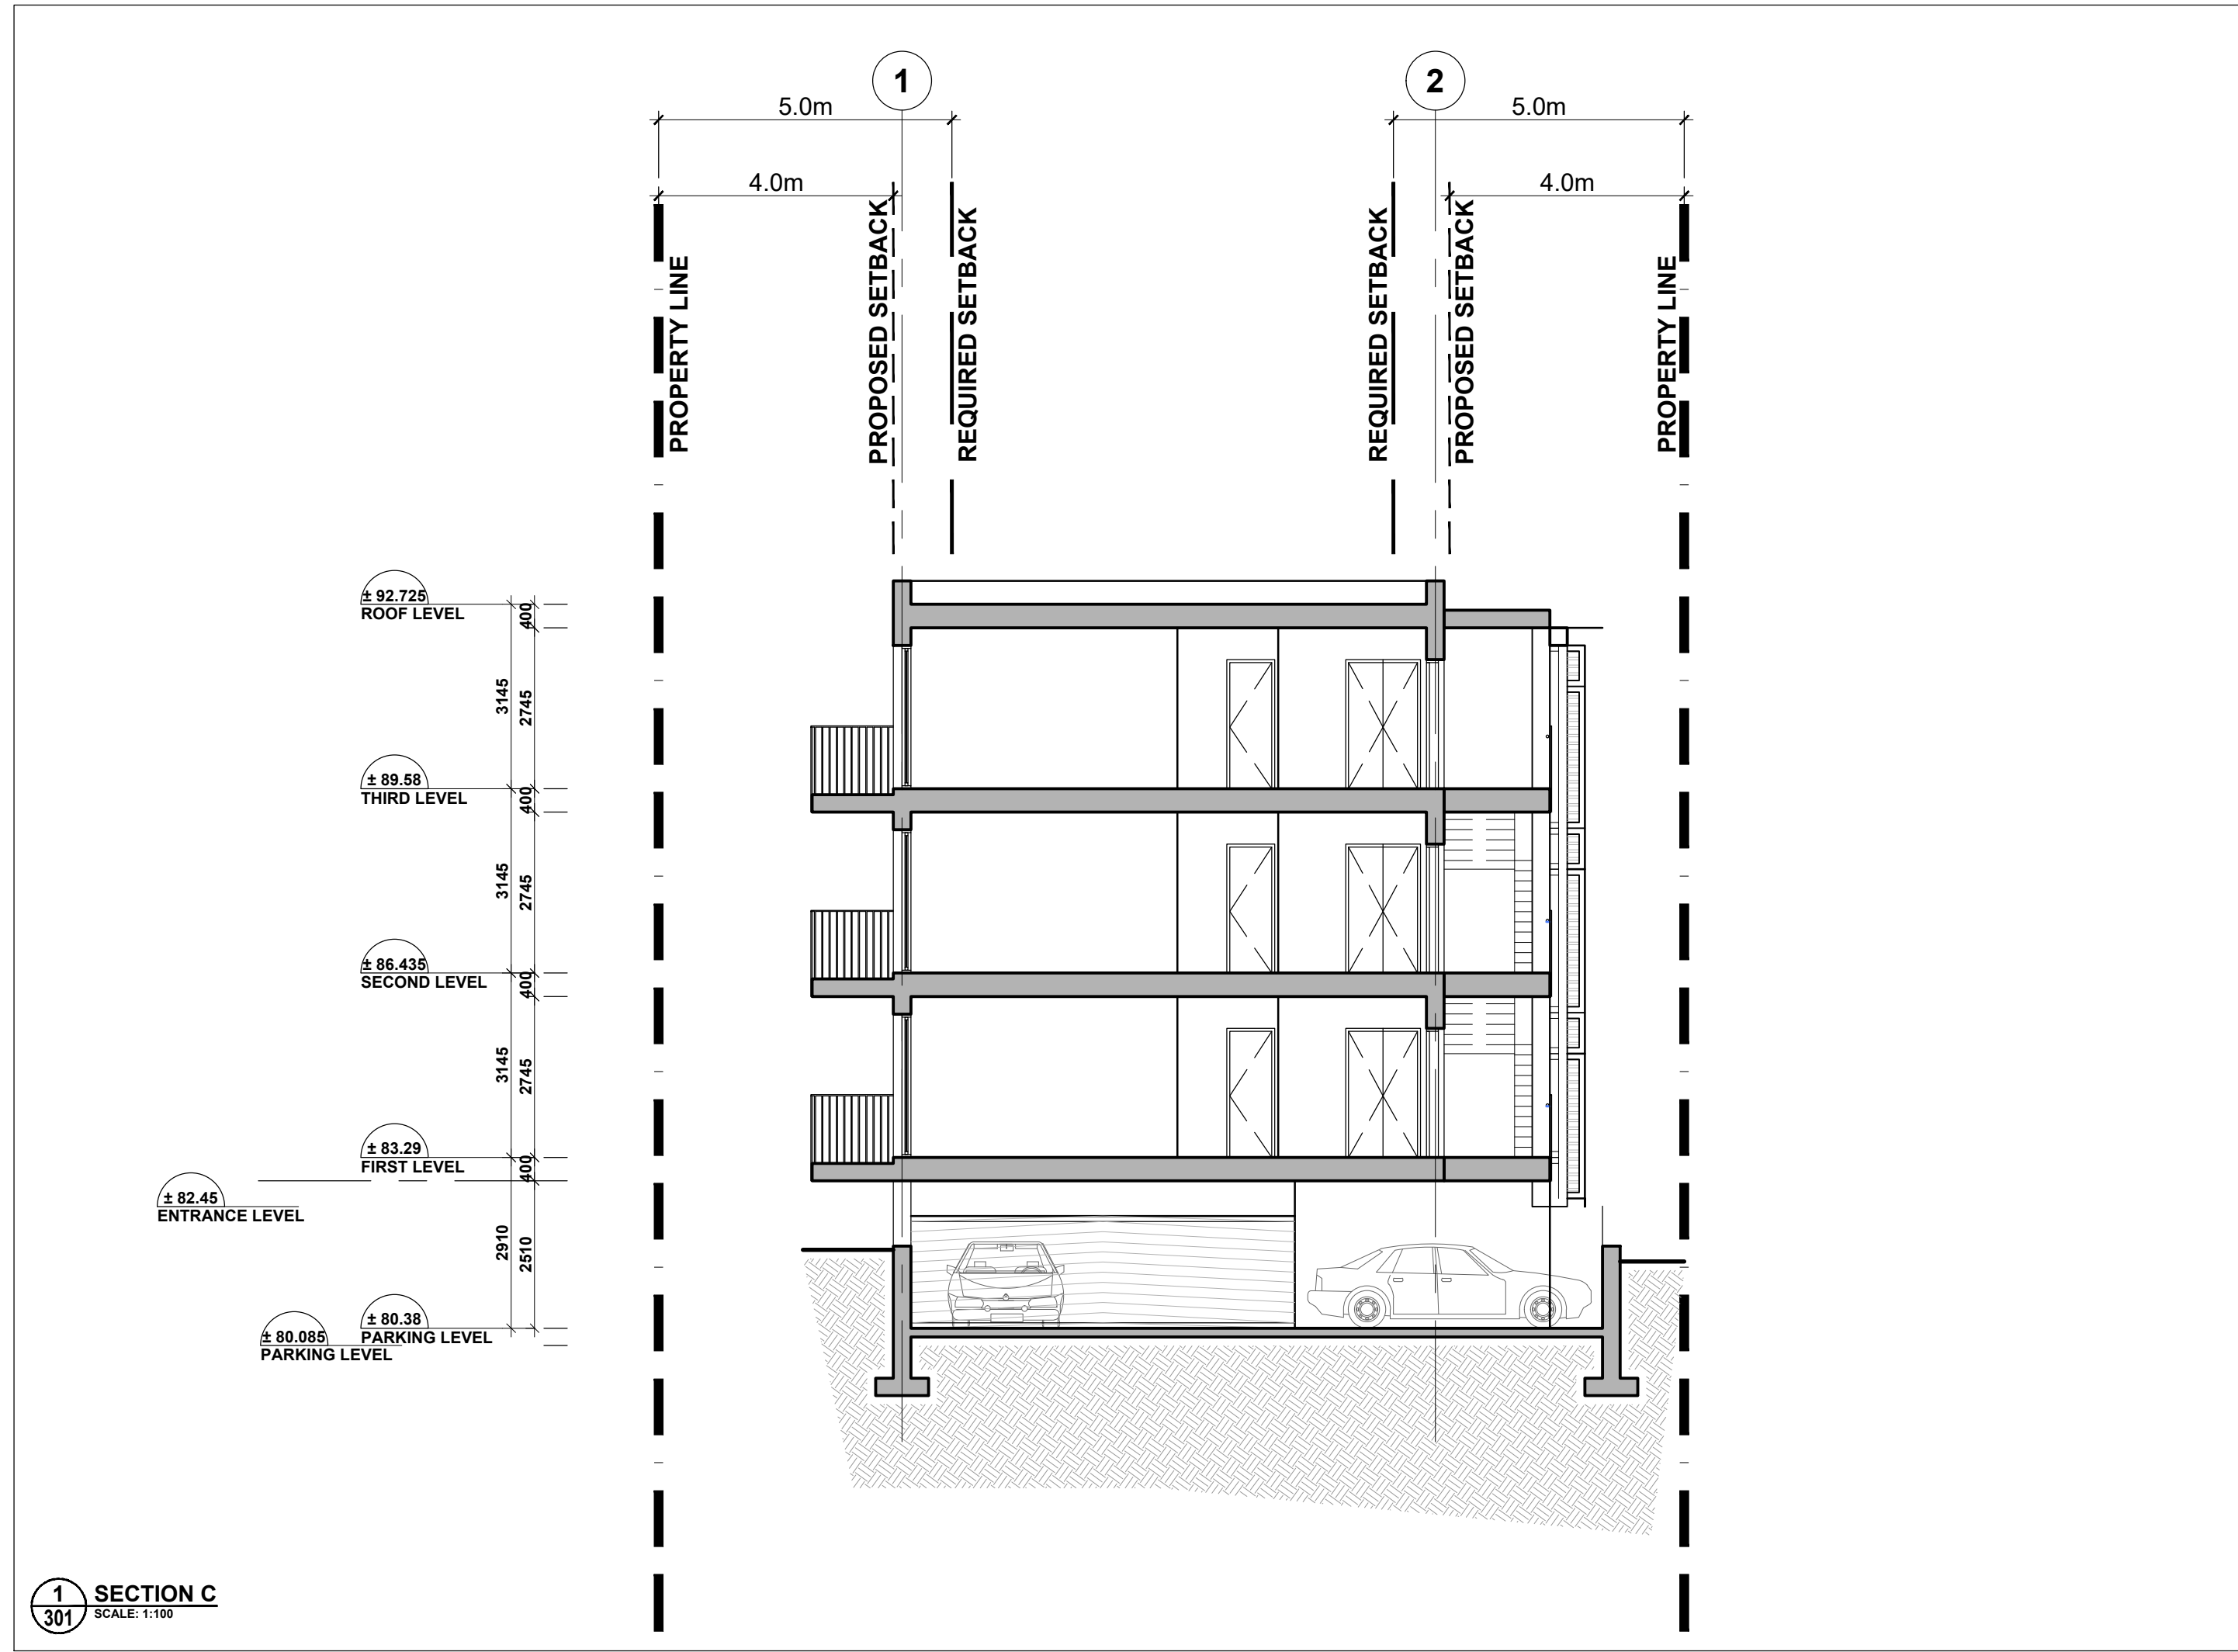 1
2
5.0m
5.0m
4.0m
4.0m
PROPERTY LINE
PROPOSED SETBACK
REQUIRED SETBACK
REQUIRED SETBACK
PROPOSED SETBACK
PROPERTY LINE
± 92.725
ROOF LEVEL
400
3145
2745
± 89.58
THIRD LEVEL
400
3145
2745
± 86.435
SECOND LEVEL
400
3145
2745
± 83.29
FIRST LEVEL
400
± 82.45
ENTRANCE LEVEL
2910
2510
± 80.38
PARKING LEVEL
± 80.085
PARKING LEVEL
1
301
SECTION C
SCALE: 1:100